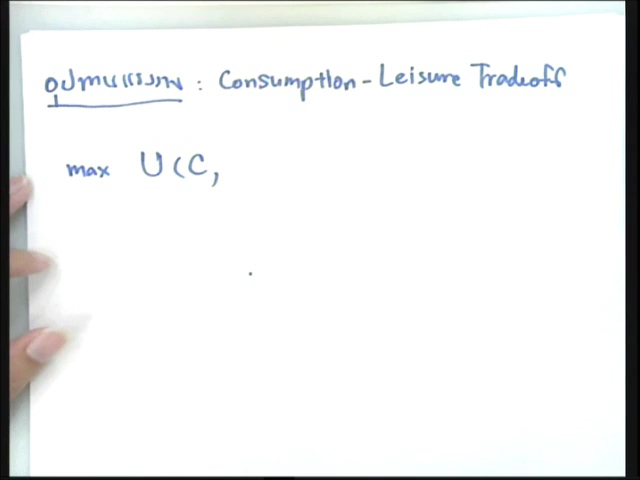 อุปทานแรงงาน : Consumption - Leisure Tradeoff
max U(C,